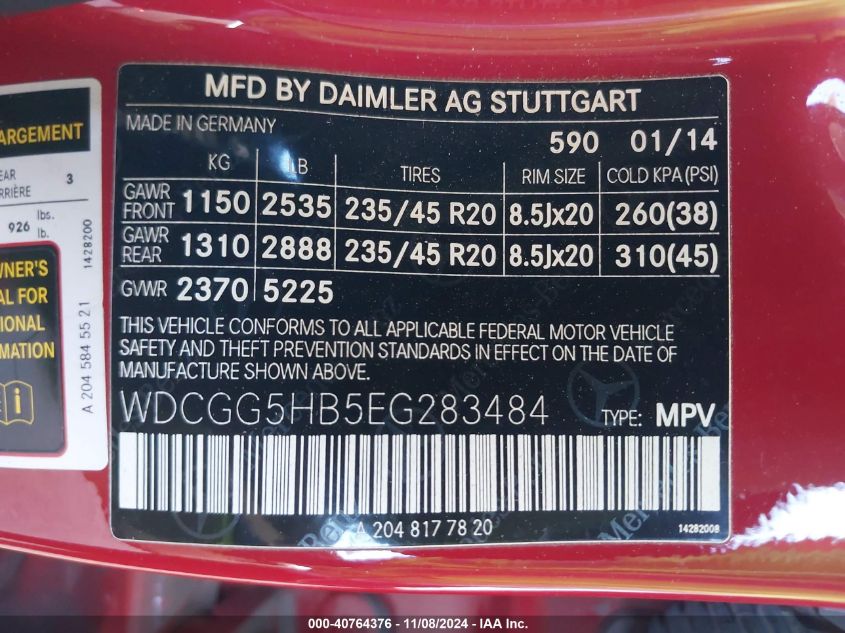 ARGEMENT
EAR
RRIÈRE 3
926 lbs.
lb.
1428200
WNER'S
AL FOR
TIONAL
RMATION
A 204 584 55 21
MFD BY DAIMLER AG STUTTGART
MADE IN GERMANY 590 01/14
KG LB TIRES RIM SIZE COLD KPA (PSI)
GAWR FRONT 1150 2535 235/45 R20 8.5Jx20 260(38)
GAWR REAR 1310 2888 235/45 R20 8.5Jx20 310(45)
GVWR 2370 5225
THIS VEHICLE CONFORMS TO ALL APPLICABLE FEDERAL MOTOR VEHICLE
SAFETY AND THEFT PREVENTION STANDARDS IN EFFECT ON THE DATE OF
MANUFACTURE SHOWN ABOVE.
WDCGG5HB5EG283484 TYPE: MPV
A 204 817 78 20 14282008
000-40764376 - 11/08/2024 - IAA Inc.